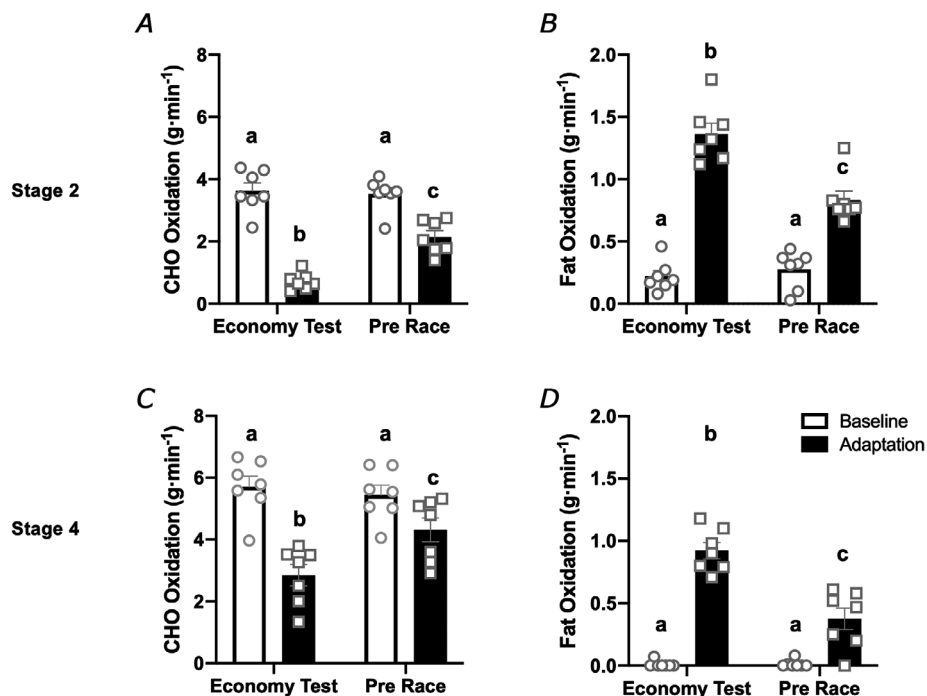 A
CHO Oxidation (g·min⁻¹)
8
6
4
2
0
a
b
a
c
Economy Test
Pre Race
B
Fat Oxidation (g·min⁻¹)
2.0
1.5
1.0
0.5
0.0
a
b
a
c
Economy Test
Pre Race
Stage 2
C
CHO Oxidation (g·min⁻¹)
8
6
4
2
0
a
b
a
c
Economy Test
Pre Race
D
Fat Oxidation (g·min⁻¹)
2.0
1.5
1.0
0.5
0.0
a
b
a
c
Economy Test
Pre Race
Baseline
Adaptation
Stage 4